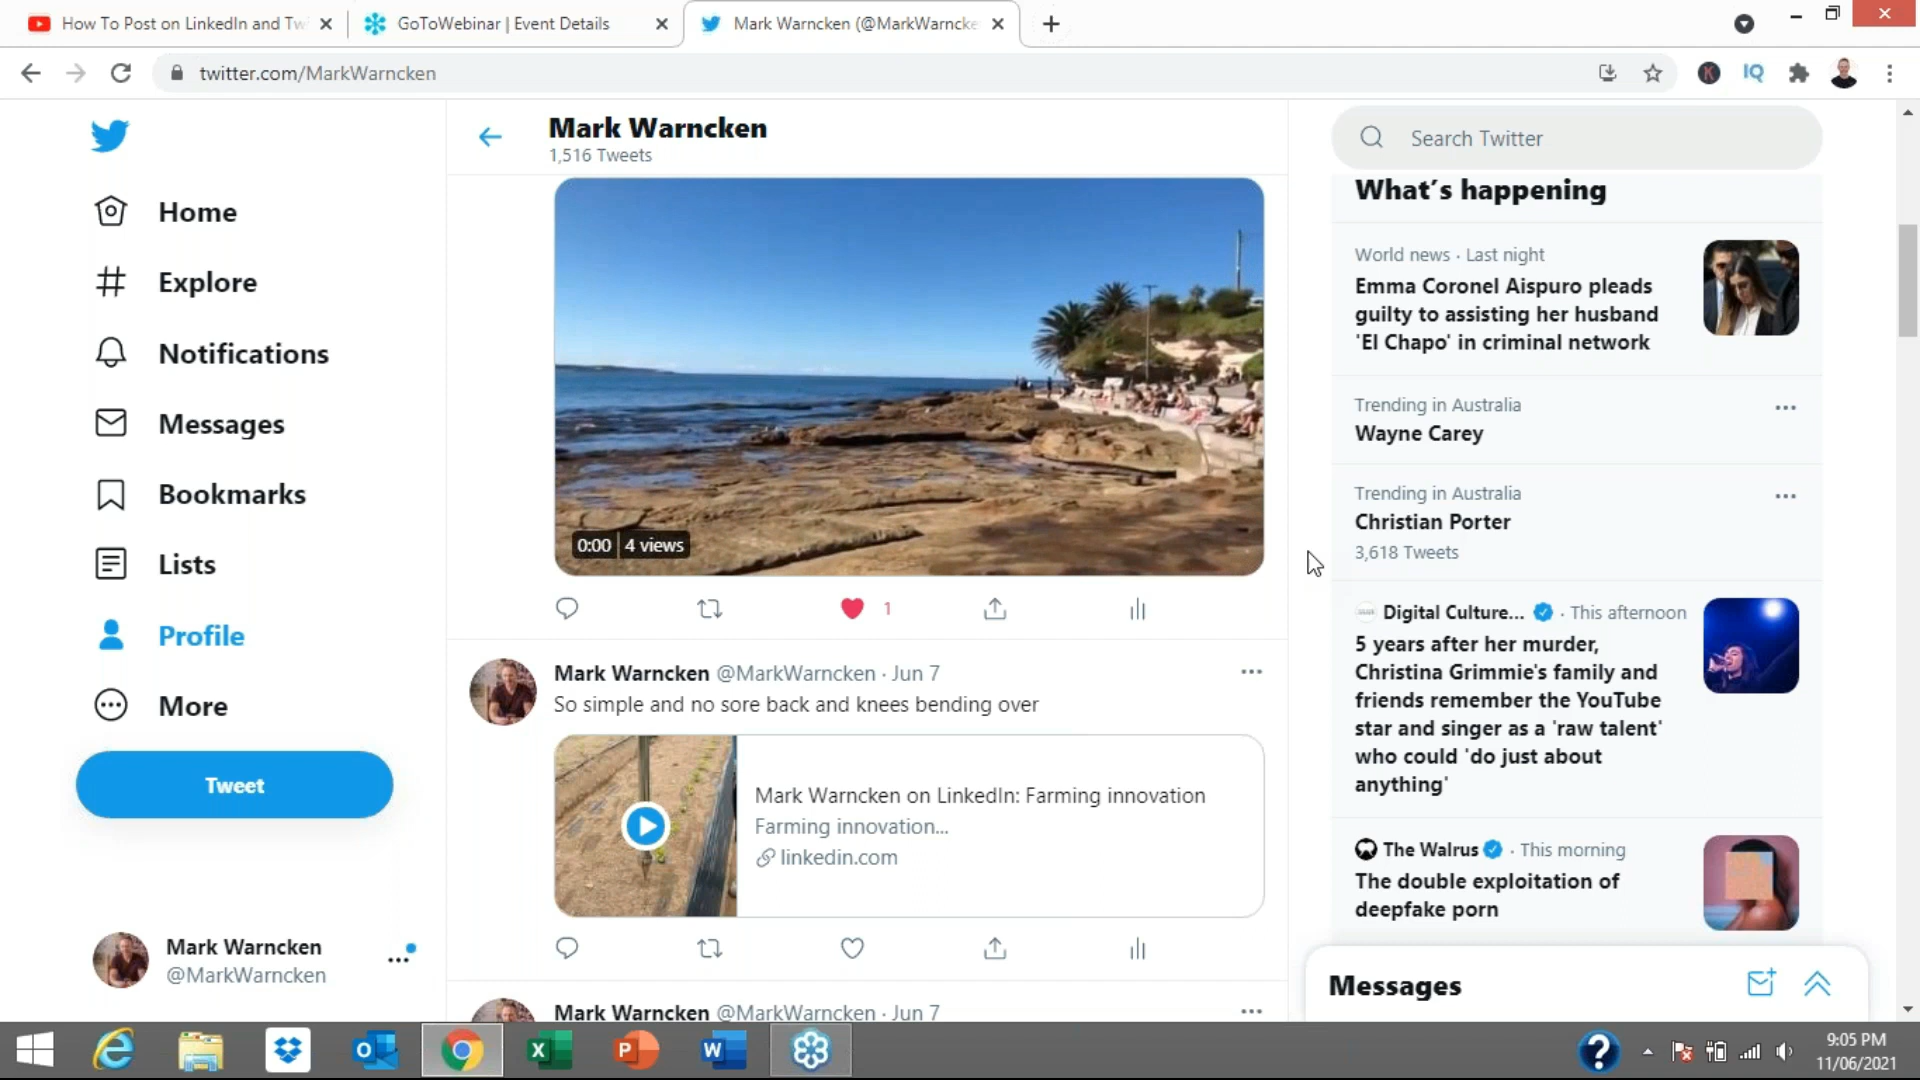 How To Post on LinkedIn and Tw
GoToWebinar | Event Details
Mark Warncken (@MarkWarncke
twitter.com/MarkWarncken
K
IQ
Mark Warncken
1,516 Tweets
Home
Explore
Notifications
Messages
Bookmarks
Lists
Profile
More
Tweet
Mark Warncken
@MarkWarncken
0:00 | 4 views
1
Mark Warncken @MarkWarncken · Jun 7
So simple and no sore back and knees bending over
Mark Warncken on LinkedIn: Farming innovation
Farming innovation...
linkedin.com
Mark Warncken @MarkWarncken · Jun 7
Search Twitter
What's happening
World news · Last night
Emma Coronel Aispuro pleads
guilty to assisting her husband
'El Chapo' in criminal network
Trending in Australia
Wayne Carey
Trending in Australia
Christian Porter
3,618 Tweets
Digital Culture... · This afternoon
5 years after her murder,
Christina Grimmie's family and
friends remember the YouTube
star and singer as a 'raw talent'
who could 'do just about
anything'
The Walrus · This morning
The double exploitation of
deepfake porn
Messages
9:05 PM
11/06/2021